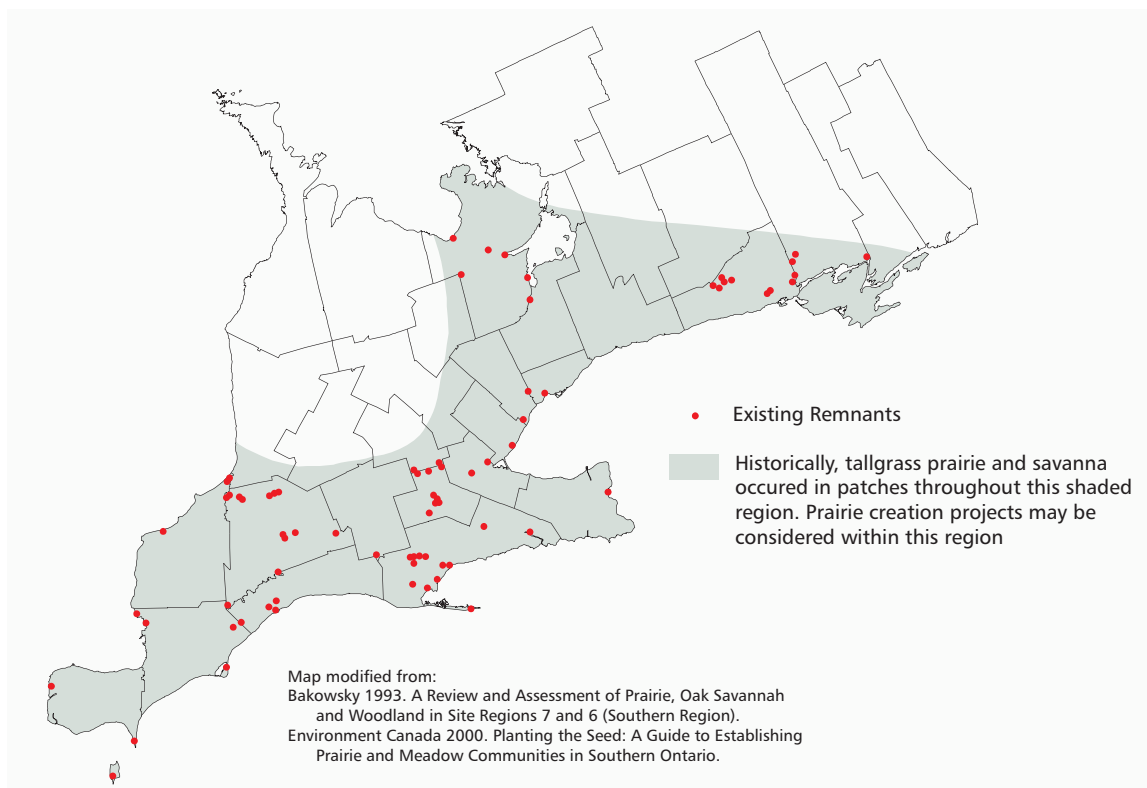 Existing Remnants
Historically, tallgrass prairie and savanna
occured in patches throughout this shaded
region. Prairie creation projects may be
considered within this region
Map modified from:
Bakowsky 1993. A Review and Assessment of Prairie, Oak Savannah
and Woodland in Site Regions 7 and 6 (Southern Region).
Environment Canada 2000. Planting the Seed: A Guide to Establishing
Prairie and Meadow Communities in Southern Ontario.